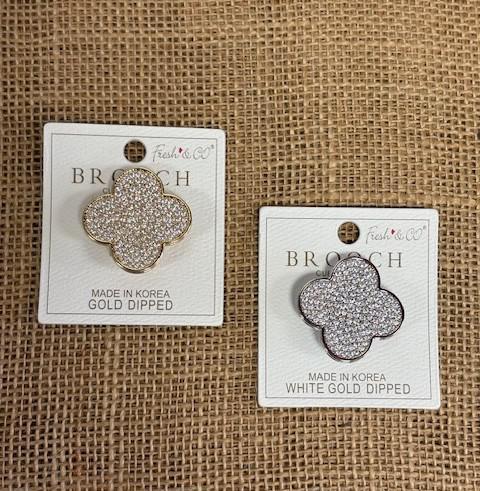 Fresh & CO
BROOCH
MADE IN KOREA
GOLD DIPPED
Fresh & CO
BROOCH
MADE IN KOREA
WHITE GOLD DIPPED